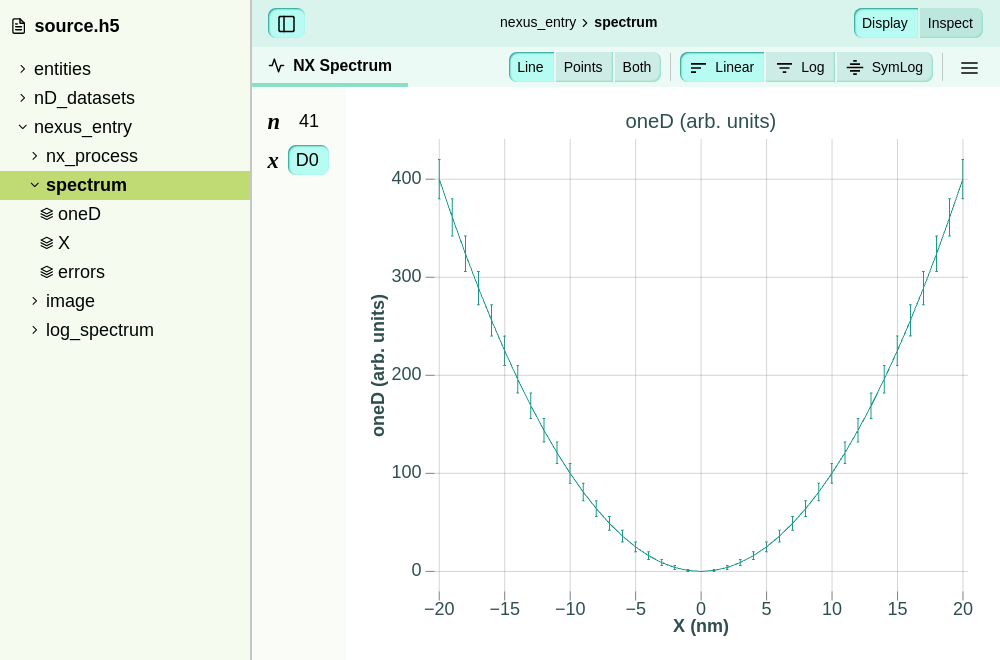 source.h5
entities
nD_datasets
nexus_entry
nx_process
spectrum
oneD
X
errors
image
log_spectrum
nexus_entry › spectrum
Display Inspect
NX Spectrum
Line Points Both
Linear Log SymLog
n 41
x D0
oneD (arb. units)
oneD (arb. units)
400
300
200
100
0
−20 −15 −10 −5 0 5 10 15 20
X (nm)